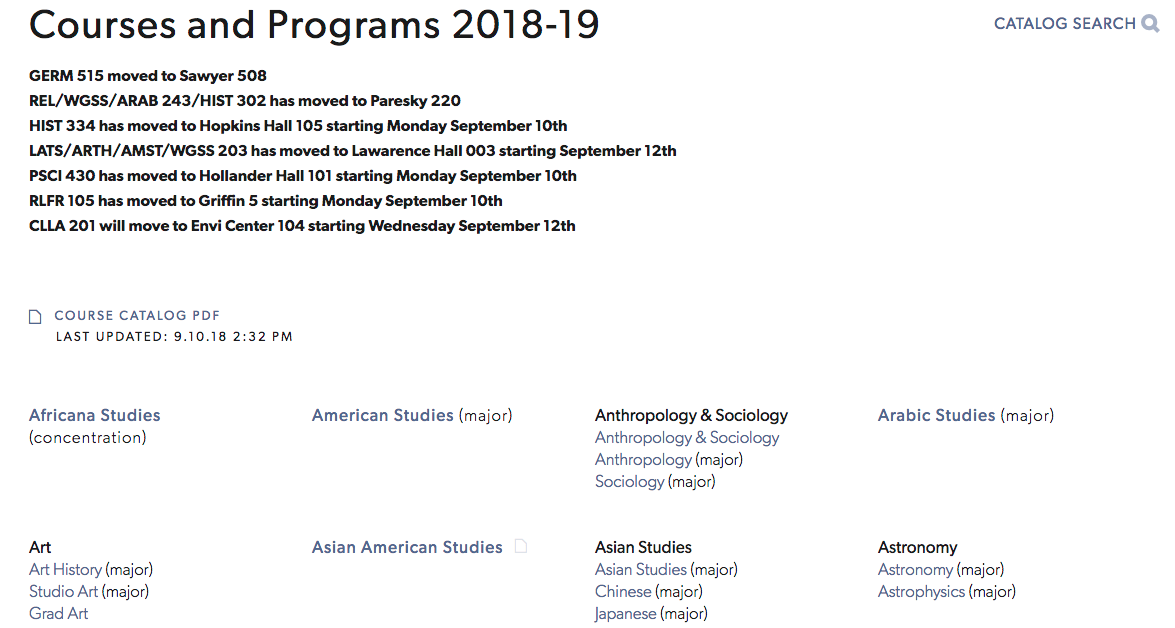 Courses and Programs 2018-19
CATALOG SEARCH
GERM 515 moved to Sawyer 508
REL/WGSS/ARAB 243/HIST 302 has moved to Paresky 220
HIST 334 has moved to Hopkins Hall 105 starting Monday September 10th
LATS/ARTH/AMST/WGSS 203 has moved to Lawarence Hall 003 starting September 12th
PSCI 430 has moved to Hollander Hall 101 starting Monday September 10th
RLFR 105 has moved to Griffin 5 starting Monday September 10th
CLLA 201 will move to Envi Center 104 starting Wednesday September 12th
COURSE CATALOG PDF
LAST UPDATED: 9.10.18 2:32 PM
Africana Studies
(concentration)
American Studies (major)
Anthropology & Sociology
Anthropology & Sociology
Anthropology (major)
Sociology (major)
Arabic Studies (major)
Art
Art History (major)
Studio Art (major)
Grad Art
Asian American Studies
Asian Studies
Asian Studies (major)
Chinese (major)
Japanese (major)
Astronomy
Astronomy (major)
Astrophysics (major)